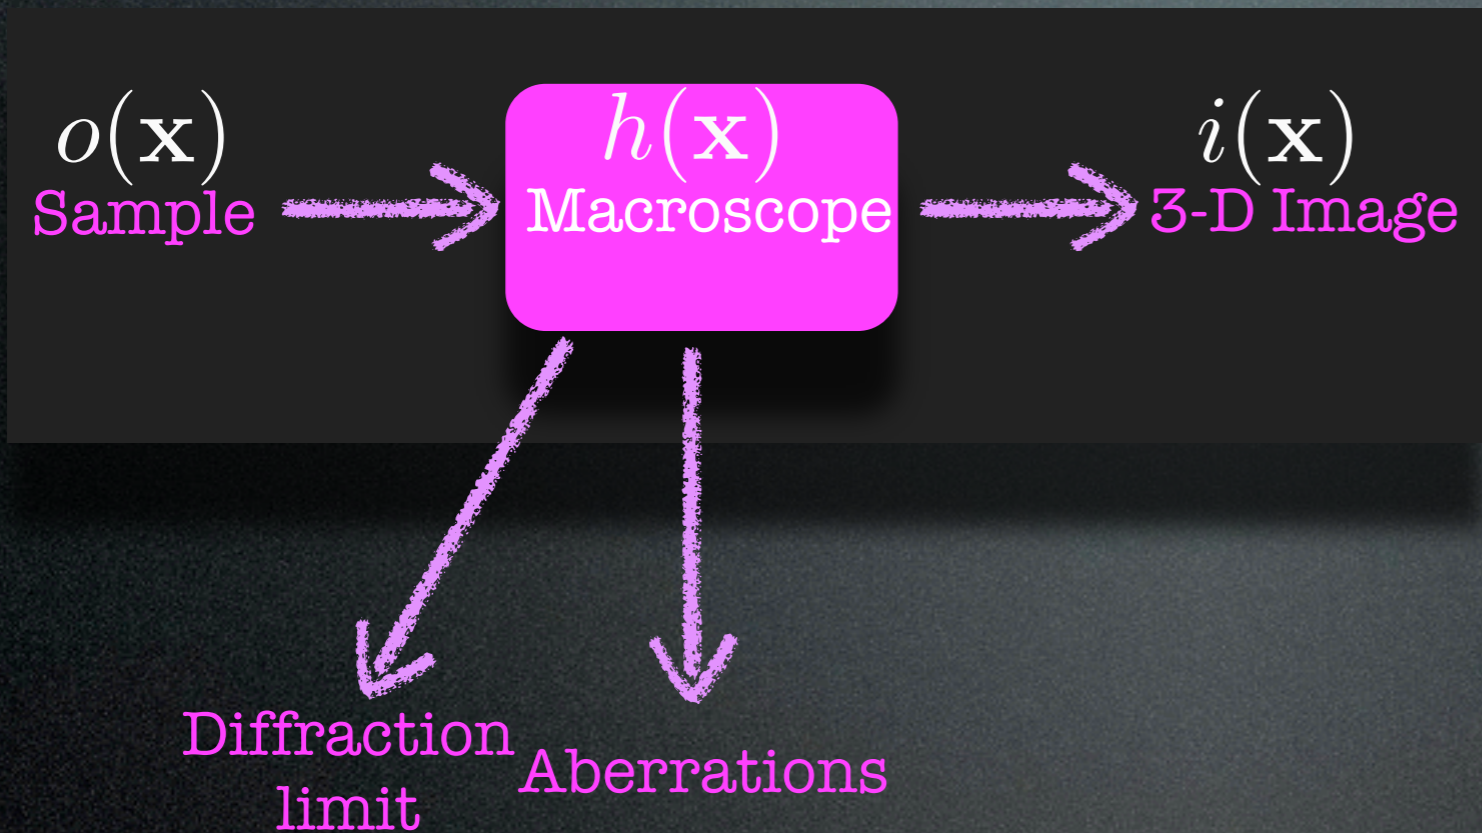 o(x)
Sample
h(x)
Macroscope
i(x)
3-D Image
Diffraction
limit
Aberrations